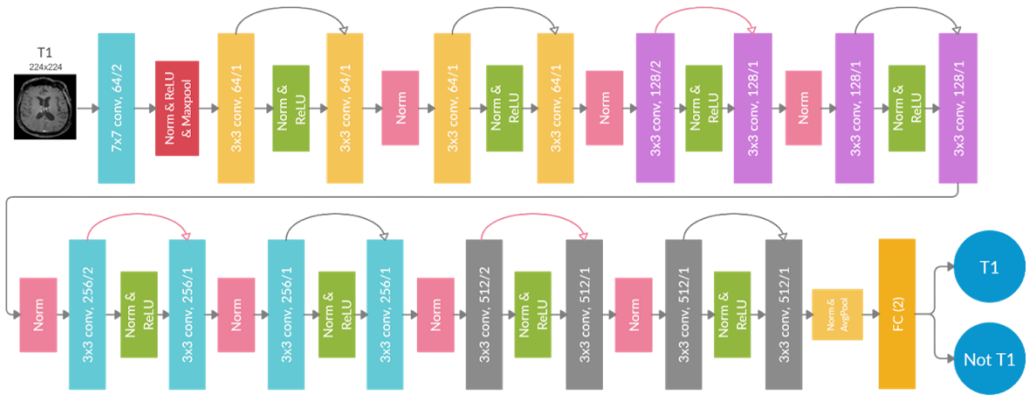 T1
224x224
7x7 conv, 64/2
Norm & ReLU
& Maxpool
3x3 conv, 64/1
Norm &
ReLU
3x3 conv, 64/1
Norm
3x3 conv, 64/1
Norm &
ReLU
3x3 conv, 64/1
Norm
3x3 conv, 128/2
Norm &
ReLU
3x3 conv, 128/1
Norm
3x3 conv, 128/1
Norm &
ReLU
3x3 conv, 128/1
Norm
3x3 conv, 256/2
Norm &
ReLU
3x3 conv, 256/1
Norm
3x3 conv, 256/1
Norm &
ReLU
3x3 conv, 256/1
Norm
3x3 conv, 512/2
Norm &
ReLU
3x3 conv, 512/1
Norm
3x3 conv, 512/1
Norm &
ReLU
3x3 conv, 512/1
Norm &
AvgPool
FC (2)
T1
Not T1